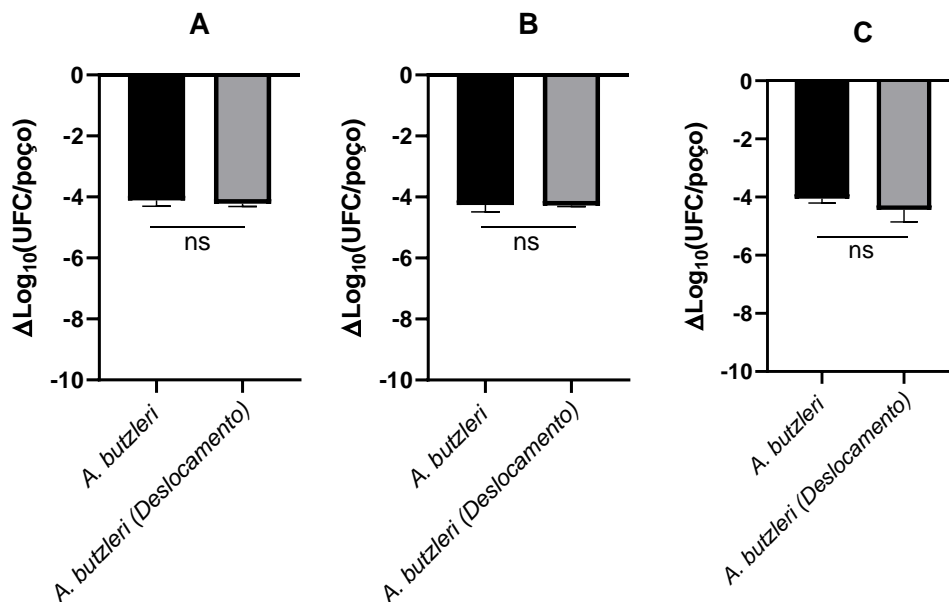 A
ΔLog10(UFC/poço)
0
-2
-4
-6
-8
-10
ns
A. butzleri
A. butzleri (Deslocamento)
B
ΔLog10(UFC/poço)
0
-2
-4
-6
-8
-10
ns
A. butzleri
A. butzleri (Deslocamento)
C
ΔLog10(UFC/poço)
0
-2
-4
-6
-8
-10
ns
A. butzleri
A. butzleri (Deslocamento)